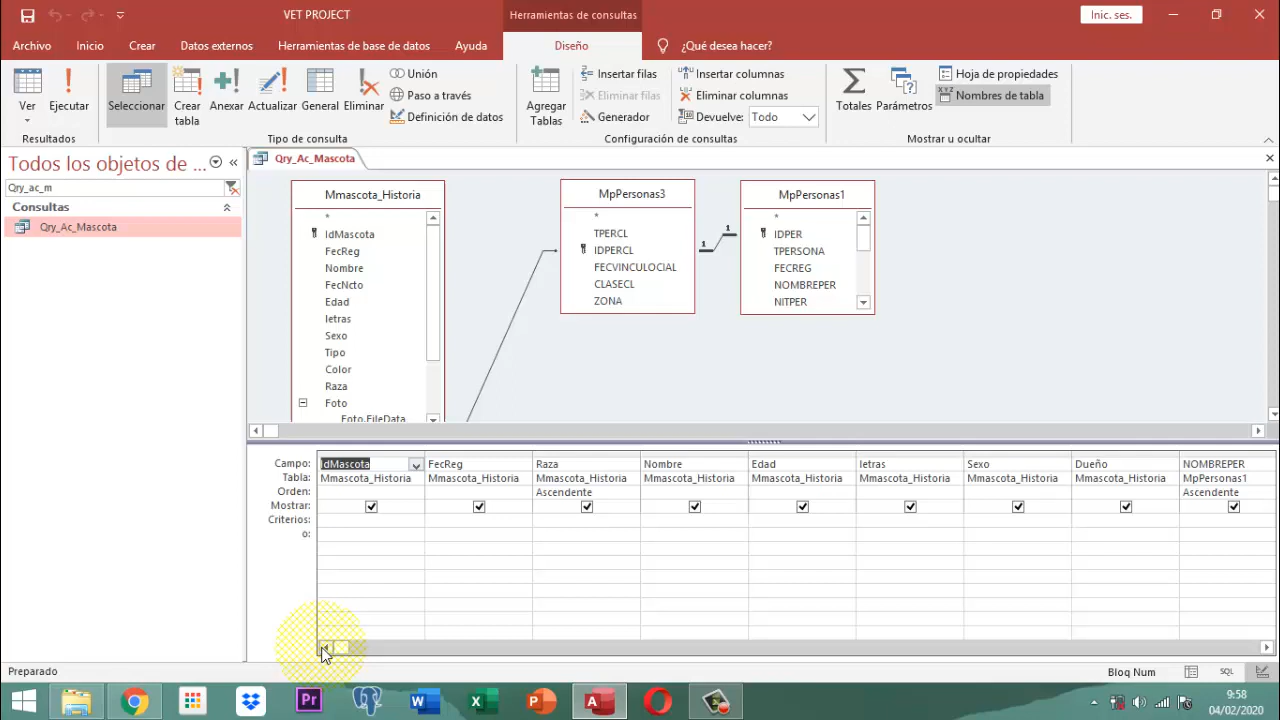 VET PROJECT
Herramientas de consultas
Inic. ses.
Archivo
Inicio
Crear
Datos externos
Herramientas de base de datos
Ayuda
Diseño
¿Qué desea hacer?
Ver
Ejecutar
Seleccionar
Crear tabla
Anexar
Actualizar
General
Eliminar
Unión
Paso a través
Definición de datos
Agregar Tablas
Insertar filas
Eliminar filas
Generador
Insertar columnas
Eliminar columnas
Devuelve: Todo
Totales
Parámetros
Hoja de propiedades
Nombres de tabla
Resultados
Tipo de consulta
Configuración de consultas
Mostrar u ocultar
Todos los objetos de ...
Qry_ac_m
Consultas
Qry_Ac_Mascota
Qry_Ac_Mascota
Mmascota_Historia
*
IdMascota
FecReg
Nombre
FecNcto
Edad
letras
Sexo
Tipo
Color
Raza
Foto
Foto.FileData
MpPersonas3
*
TPERCL
IDPERCL
FECVINCULOCIAL
CLASECL
ZONA
1
1
MpPersonas1
*
IDPER
TPERSONA
FECREG
NOMBREPER
NITPER
Campo: IdMascota FecReg Raza Nombre Edad letras Sexo Dueño NOMBREPER
Tabla: Mmascota_Historia Mmascota_Historia Mmascota_Historia Mmascota_Historia Mmascota_Historia Mmascota_Historia Mmascota_Historia Mmascota_Historia MpPersonas1
Orden: Ascendente Ascendente
Mostrar:
Criterios:
o:
Preparado
Bloq Num
SQL
Pr
9:58
04/02/2020